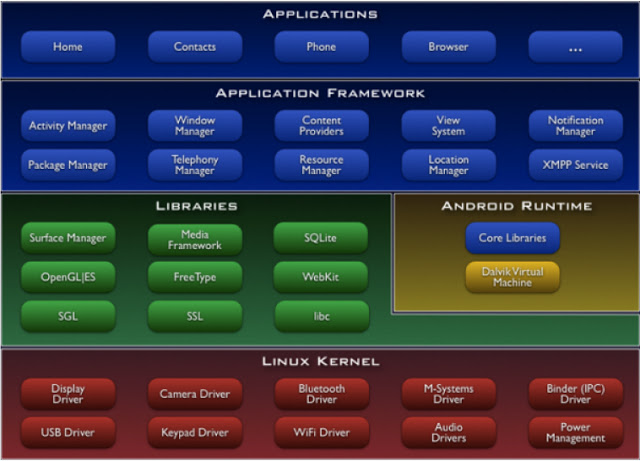 APPLICATIONS
Home
Contacts
Phone
Browser
...
APPLICATION FRAMEWORK
Activity Manager
Window
Manager
Content
Providers
View
System
Notification
Manager
Package Manager
Telephony
Manager
Resource
Manager
Location
Manager
XMPP Service
LIBRARIES
Surface Manager
Media
Framework
SQLite
OpenGL|ES
FreeType
WebKit
SGL
SSL
libc
ANDROID RUNTIME
Core Libraries
Dalvik Virtual
Machine
LINUX KERNEL
Display
Driver
Camera Driver
Bluetooth
Driver
M-Systems
Driver
Binder (IPC)
Driver
USB Driver
Keypad Driver
WiFi Driver
Audio
Drivers
Power
Management